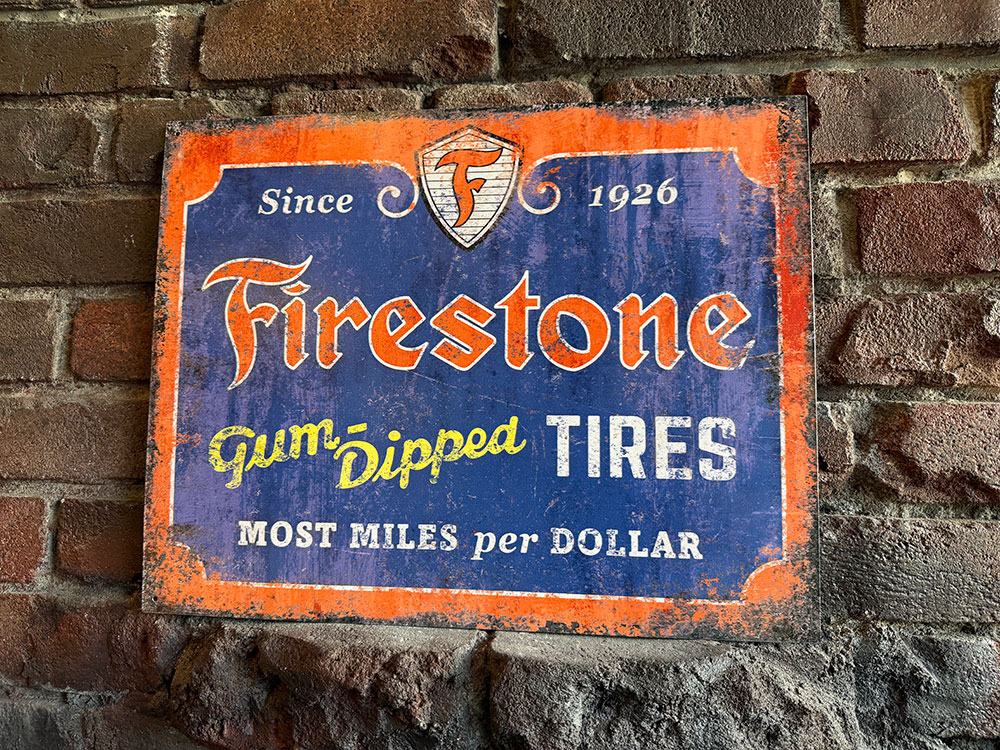 Since F 1926
Firestone
Gum-Dipped TIRES
MOST MILES per DOLLAR